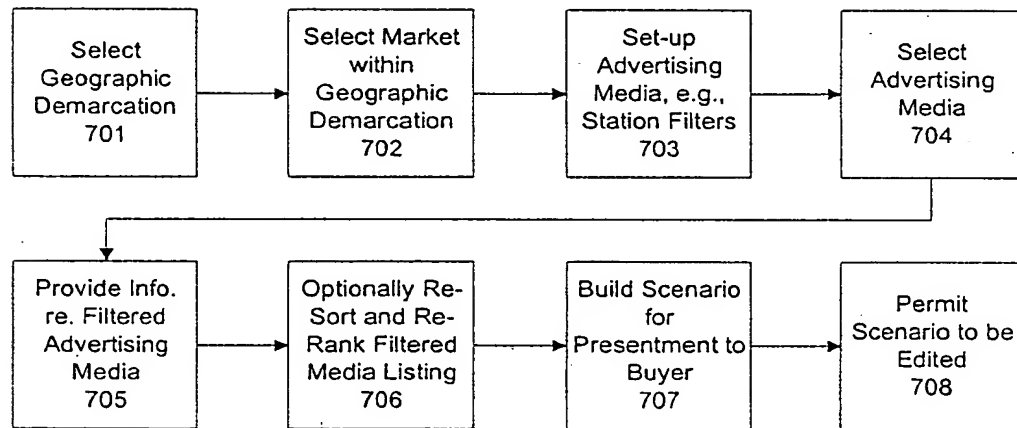 Select
Geographic
Demarcation
701
Select Market
within
Geographic
Demarcation
702
Set-up
Advertising
Media, e.g.,
Station Filters
703
Select
Advertising
Media
704
Provide Info.
re. Filtered
Advertising
Media
705
Optionally Re-
Sort and Re-
Rank Filtered
Media Listing
706
Build Scenario
for
Presentment to
Buyer
707
Permit
Scenario to be
Edited
708